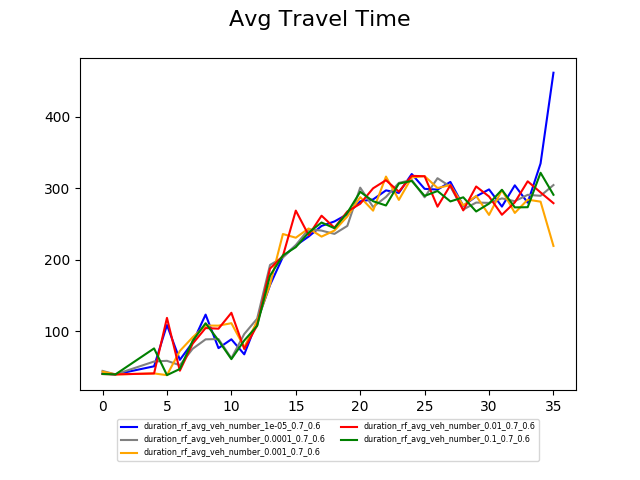 Avg Travel Time
400
300
200
100
0 5 10 15 20 25 30 35
duration_rf_avg_veh_number_1e-05_0.7_0.6
duration_rf_avg_veh_number_0.0001_0.7_0.6
duration_rf_avg_veh_number_0.001_0.7_0.6
duration_rf_avg_veh_number_0.01_0.7_0.6
duration_rf_avg_veh_number_0.1_0.7_0.6